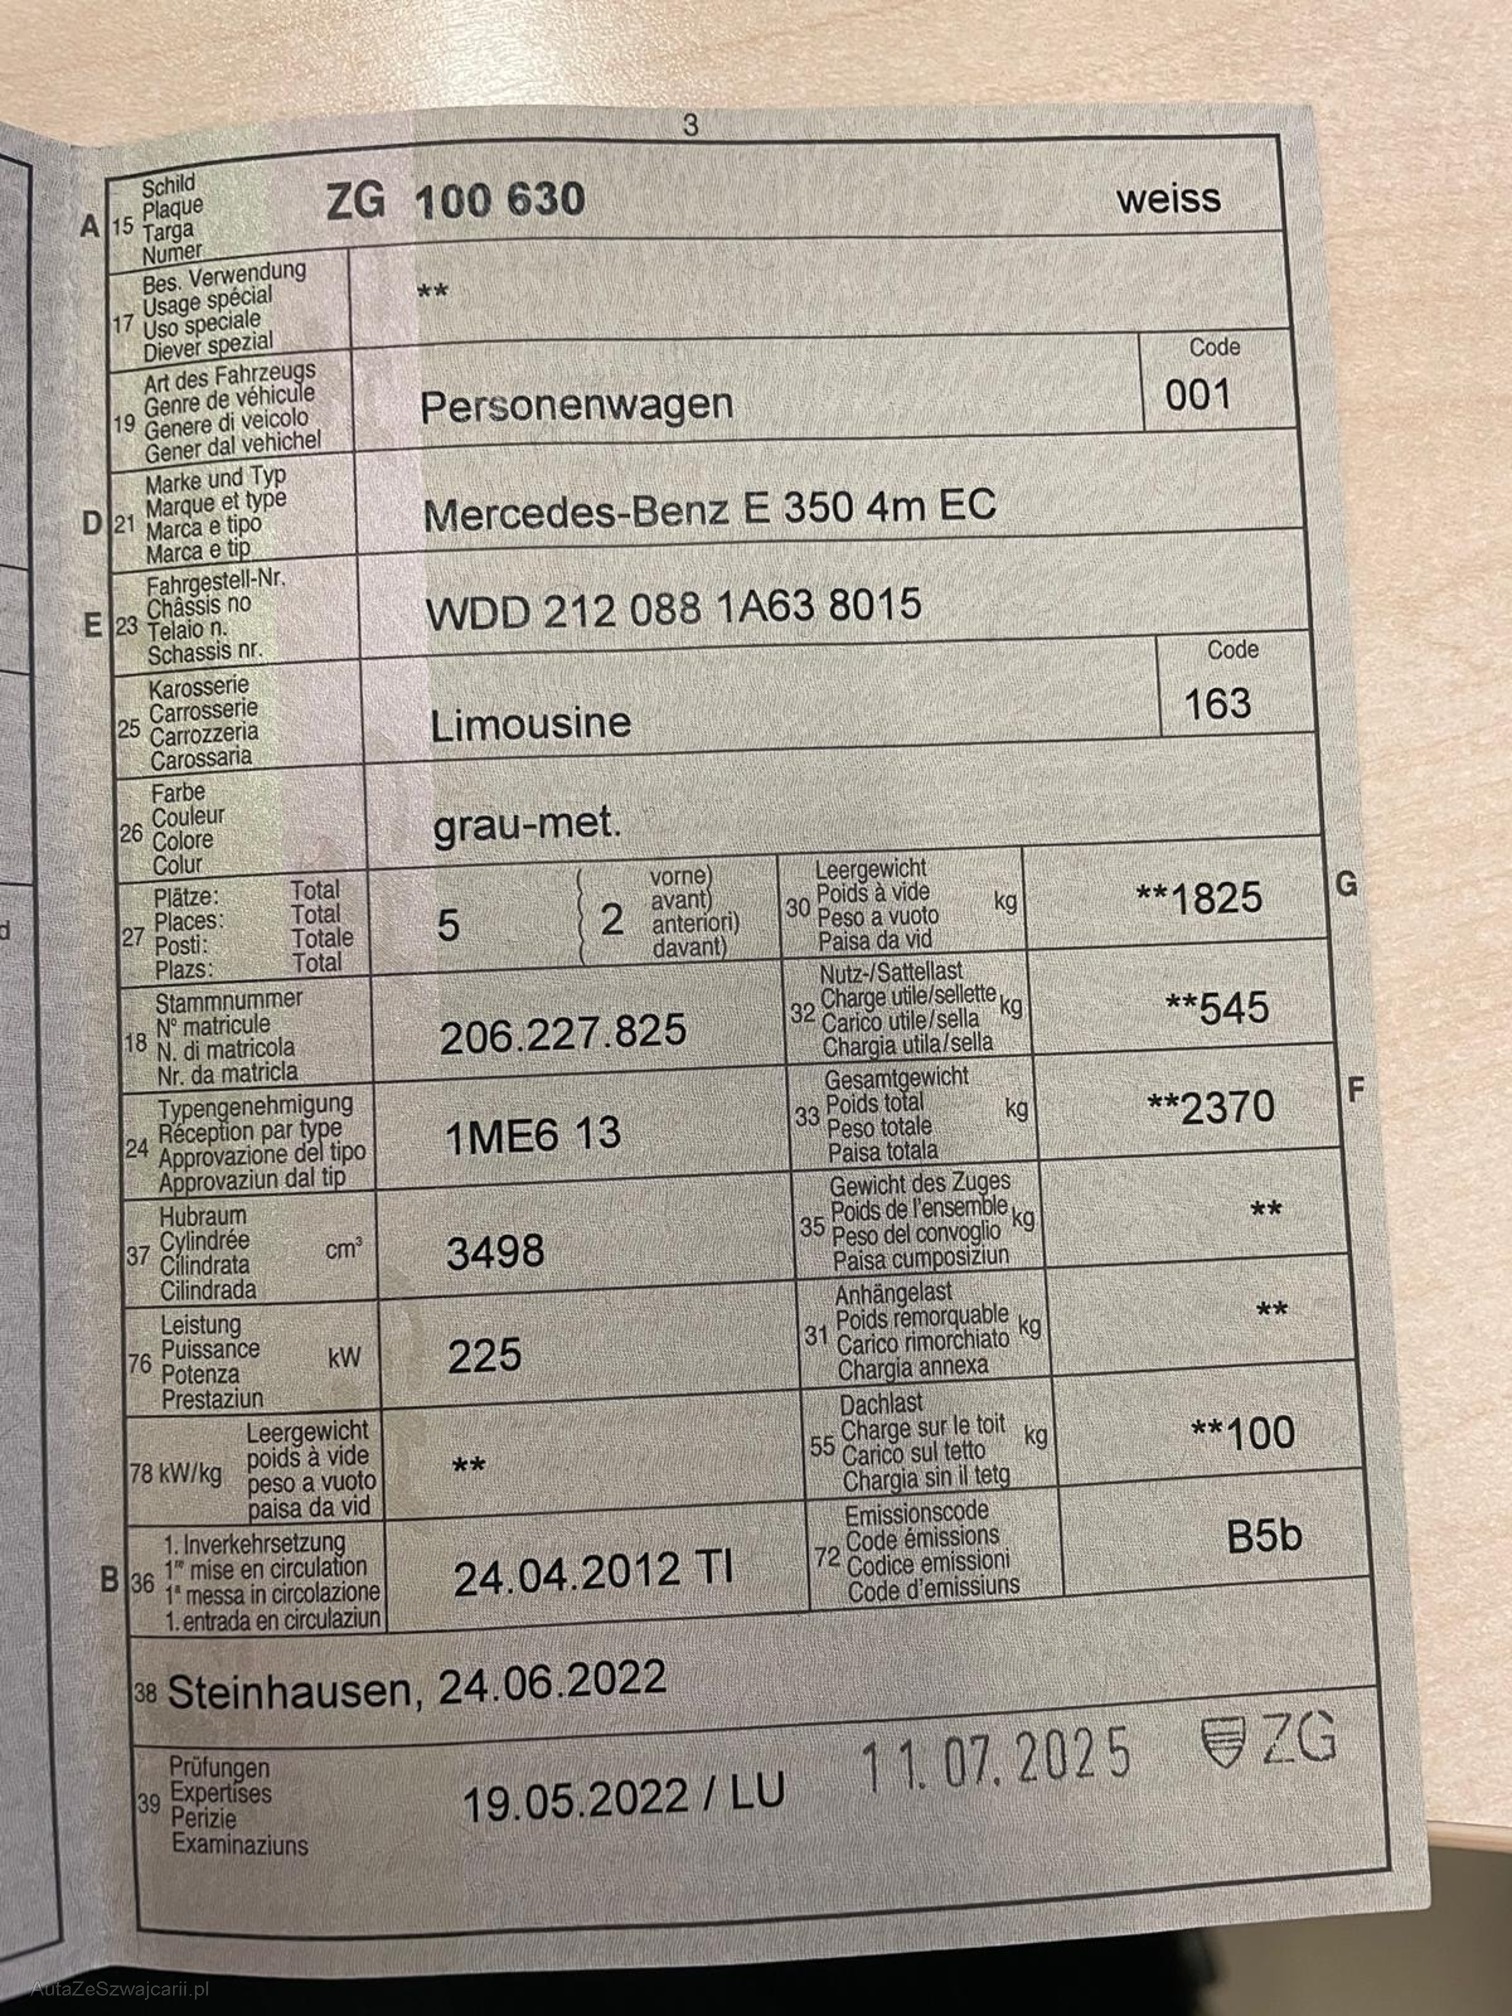 3
A 15 Schild
Plaque
Targa
Numer
ZG 100 630 weiss
17 Bes. Verwendung
Usage spécial
Uso speciale
Diever spezial
**
19 Art des Fahrzeugs
Genre de véhicule
Genere di veicolo
Gener dal vehichel
Personenwagen
Code
001
D 21 Marke und Typ
Marque et type
Marca e tipo
Marca e tip
Mercedes-Benz E 350 4m EC
E 23 Fahrgestell-Nr.
Châssis no
Telaio n.
Schassis nr.
WDD 212 088 1A63 8015
25 Karosserie
Carrosserie
Carrozzeria
Carossaria
Limousine
Code
163
26 Farbe
Couleur
Colore
Colur
grau-met.
27 Plätze: Total
Places: Total
Posti: Totale
Plazs: Total
5 ( 2 vorne)
avant)
anteriori)
davant)
30 Leergewicht
Poids à vide
Peso a vuoto
Paisa da vid
kg
**1825
G
18 Stammnummer
N° matricule
N. di matricola
Nr. da matricla
206.227.825
32 Nutz-/Sattellast
Charge utile/sellette
Carico utile/sella
Chargia utila/sella
kg
**545
24 Typengenehmigung
Réception par type
Approvazione del tipo
Approvaziun dal tip
1ME6 13
33 Gesamtgewicht
Poids total
Peso totale
Paisa totala
kg
**2370
F
37 Hubraum
Cylindrée
Cilindrata
Cilindrada
cm³
3498
35 Gewicht des Zuges
Poids de l'ensemble
Peso del convoglio
Paisa cumposiziun
kg
**
76 Leistung
Puissance
Potenza
Prestaziun
kW
225
31 Anhängelast
Poids remorquable
Carico rimorchiato
Chargia annexa
kg
**
78 kW/kg Leergewicht
poids à vide
peso a vuoto
paisa da vid
**
55 Dachlast
Charge sur le toit
Carico sul tetto
Chargia sin il tetg
kg
**100
B 36 1. Inverkehrsetzung
1re mise en circulation
1a messa in circolazione
1. entrada en circulaziun
24.04.2012 TI
72 Emissionscode
Code émissions
Codice emissioni
Code d'emissiuns
B5b
38 Steinhausen, 24.06.2022
39 Prüfungen
Expertises
Perizie
Examinaziuns
19.05.2022 / LU
11.07.2025 ZG
d
AutaZeSzwajcarii.pl